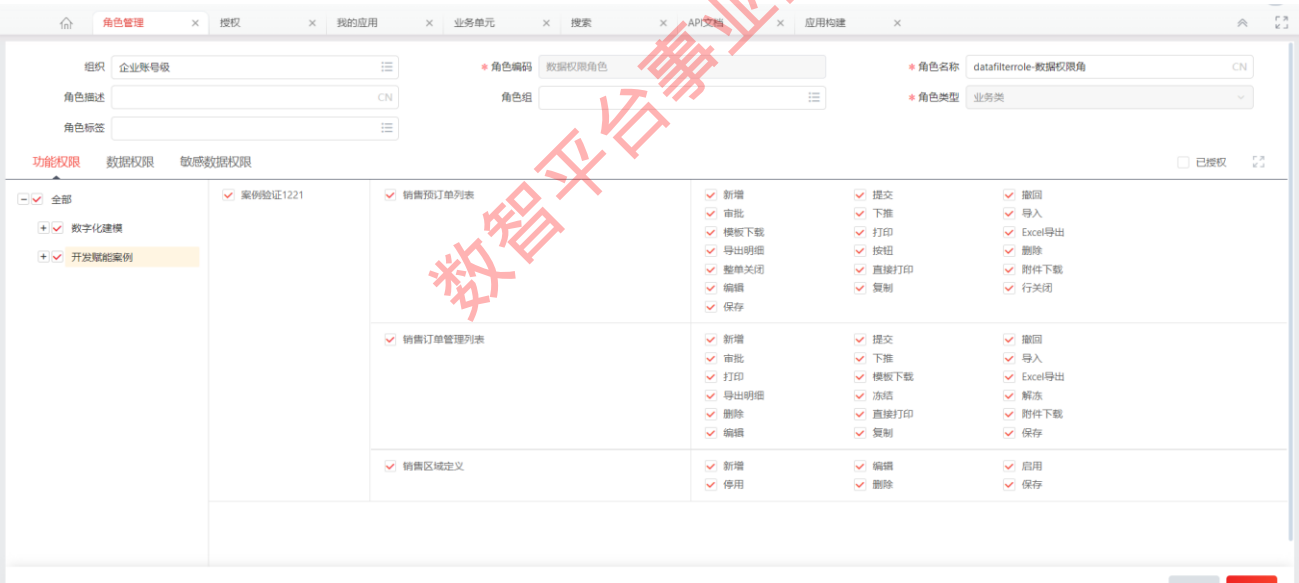 角色管理 × 授权 × 我的应用 × 业务单元 × 搜索 × API文档 × 应用构建 ×
组织 企业账号级 * 角色编码 数据权限角色 * 角色名称 datafilterrole-数据权限角 CN
角色描述 CN 角色组 * 角色类型 业务类
角色标签
功能权限 数据权限 敏感数据权限 已授权
全部 案例验证1221 销售预订单列表 新增 提交 撤回
审批 下推 导入
数字化建模 模板下载 打印 Excel导出
导出明细 按钮 删除
开发赋能案例 整单关闭 直接打印 附件下载
编辑 复制 行关闭
保存
销售订单管理列表 新增 提交 撤回
审批 下推 导入
打印 模板下载 Excel导出
导出明细 冻结 解冻
删除 直接打印 附件下载
编辑 复制 保存
销售区域定义 新增 编辑 启用
停用 删除 保存
数智平台事业